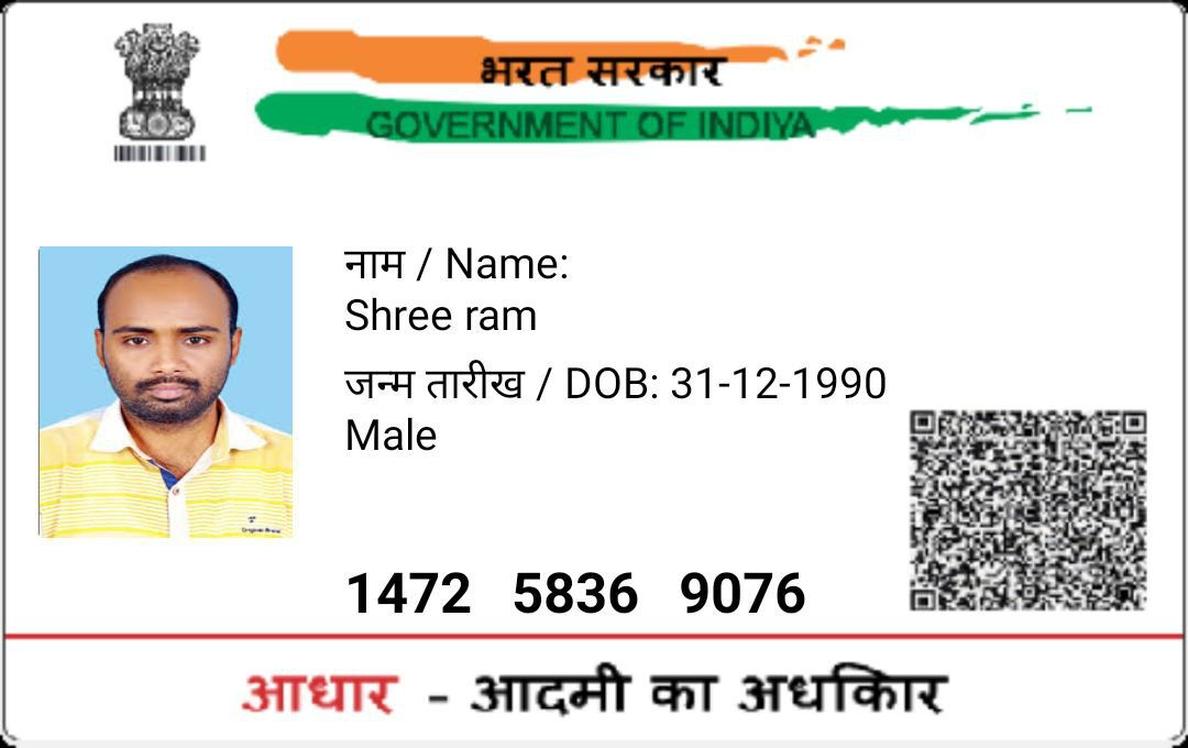 भरत सरकार
GOVERNMENT OF INDIYA
नाम / Name:
Shree ram
जन्म तारीख / DOB: 31-12-1990
Male
1472 5836 9076
आधार - आदमी का अधकिार